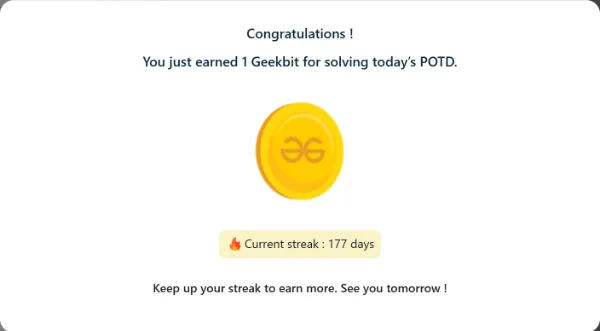 Congratulations !
You just earned 1 Geekbit for solving today's POTD.
Current streak : 177 days
Keep up your streak to earn more. See you tomorrow !